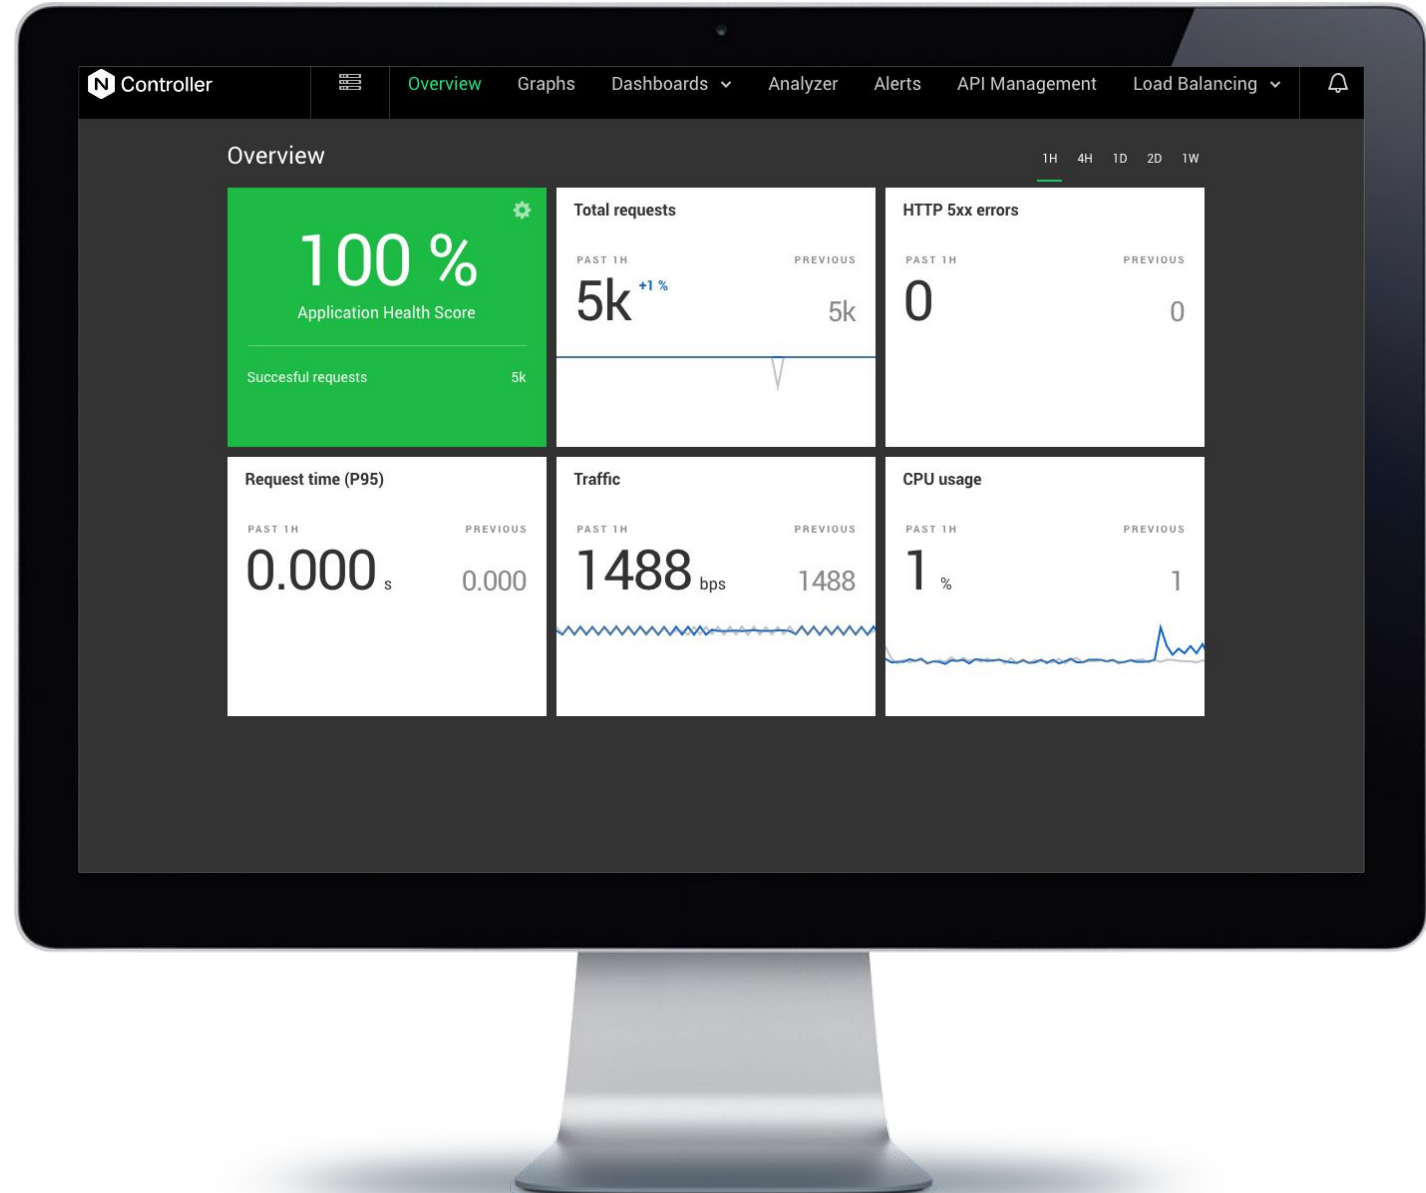 N Controller
Overview Graphs Dashboards Analyzer Alerts API Management Load Balancing
Overview
1H 4H 1D 2D 1W
100 %
Application Health Score
Succesful requests 5k
Total requests
PAST 1H PREVIOUS
5k +1 % 5k
HTTP 5xx errors
PAST 1H PREVIOUS
0 0
Request time (P95)
PAST 1H PREVIOUS
0.000 s 0.000
Traffic
PAST 1H PREVIOUS
1488 bps 1488
CPU usage
PAST 1H PREVIOUS
1 % 1